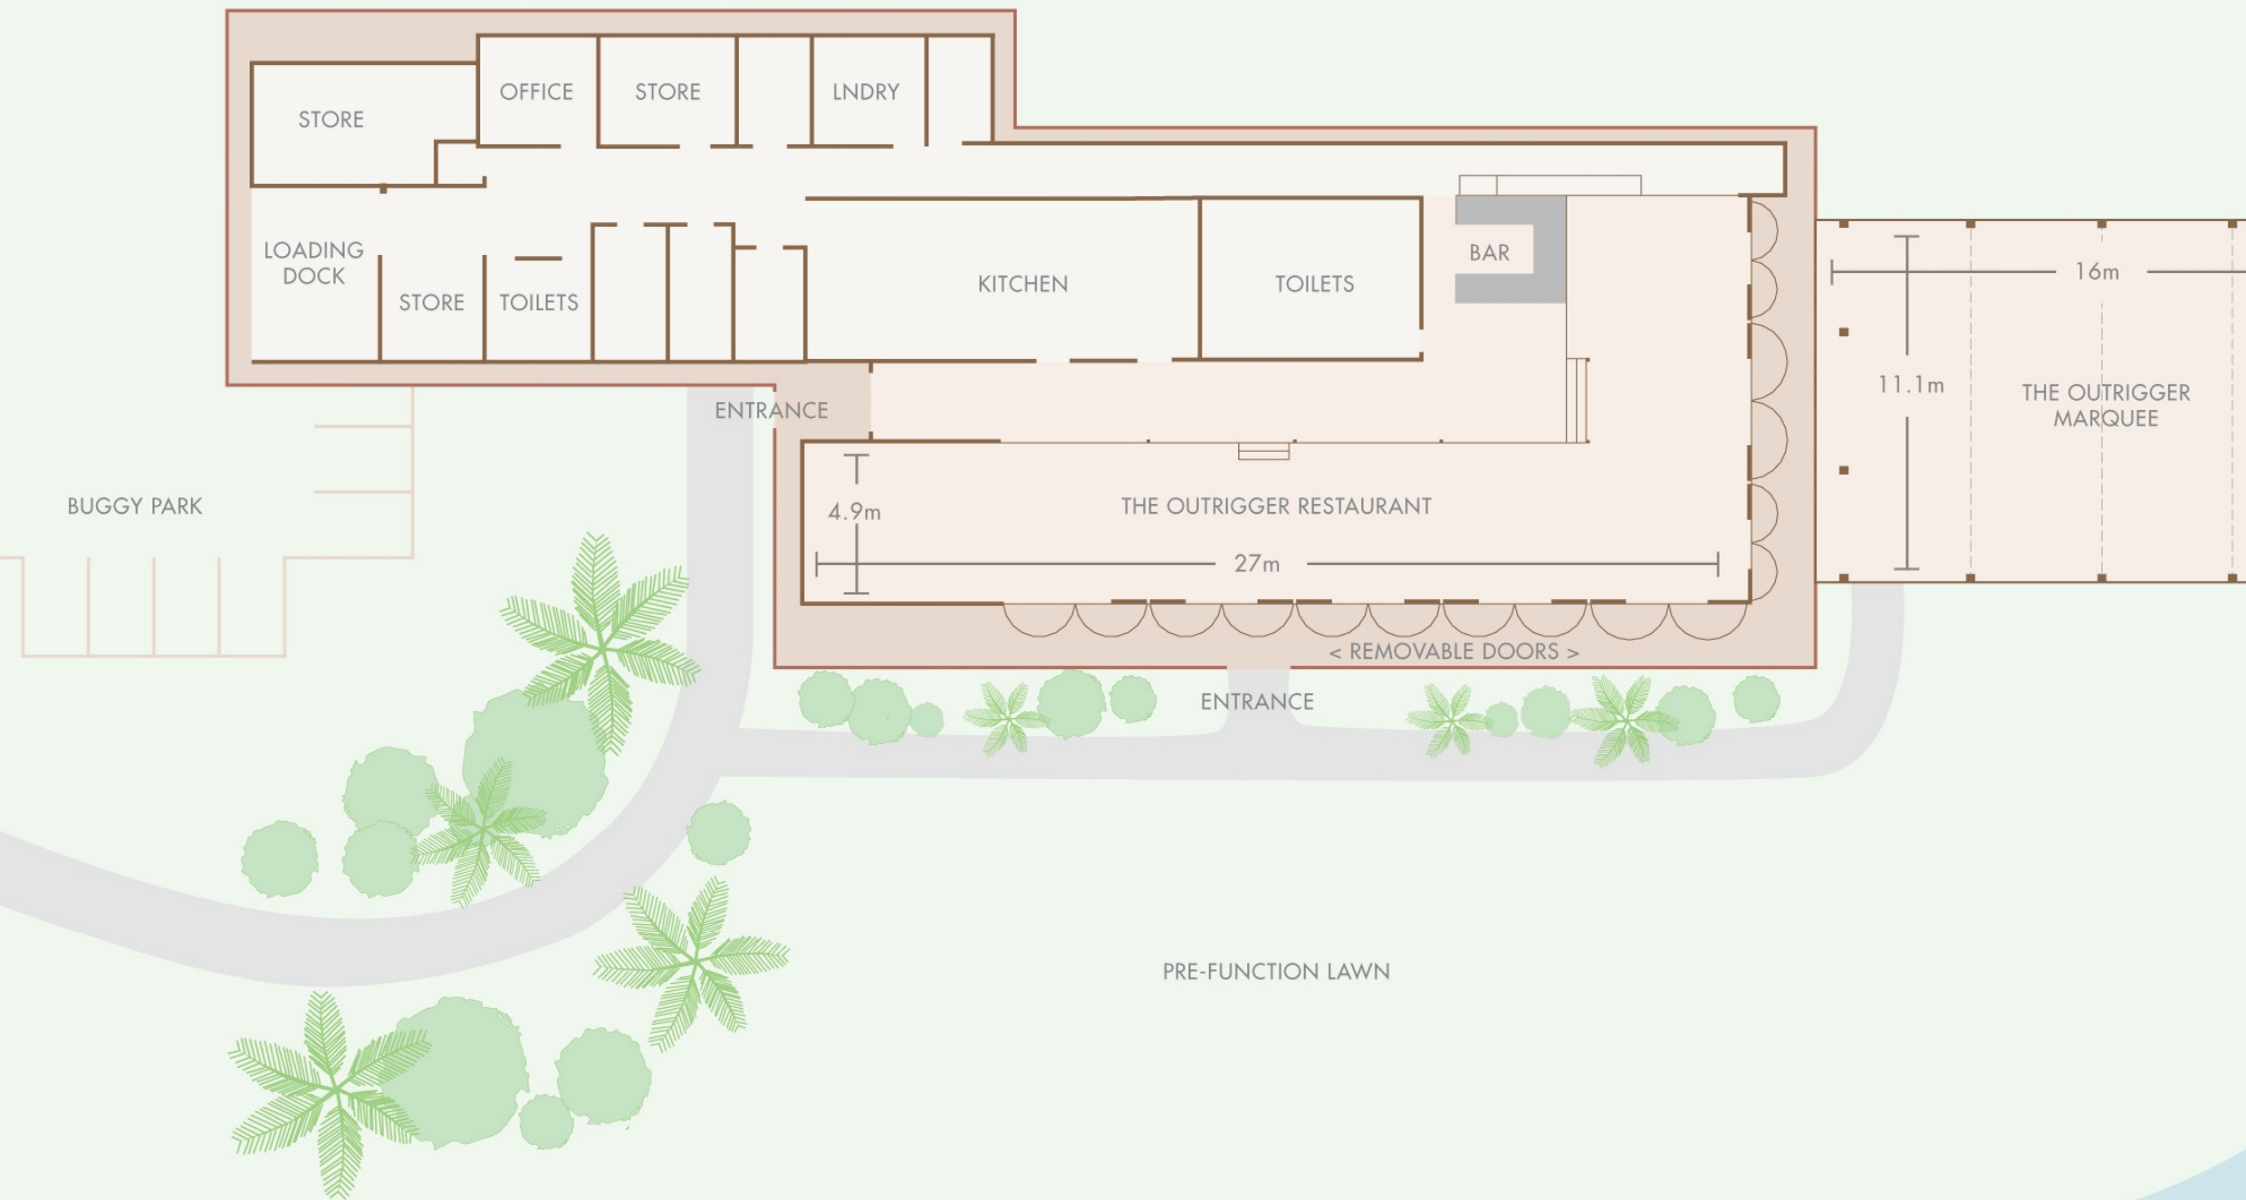 OFFICE
STORE
LNDRY
STORE
LOADING
DOCK
STORE
TOILETS
KITCHEN
TOILETS
BAR
16m
11.1m
THE OUTRIGGER
MARQUEE
ENTRANCE
BUGGY PARK
4.9m
THE OUTRIGGER RESTAURANT
27m
< REMOVABLE DOORS >
ENTRANCE
PRE-FUNCTION LAWN